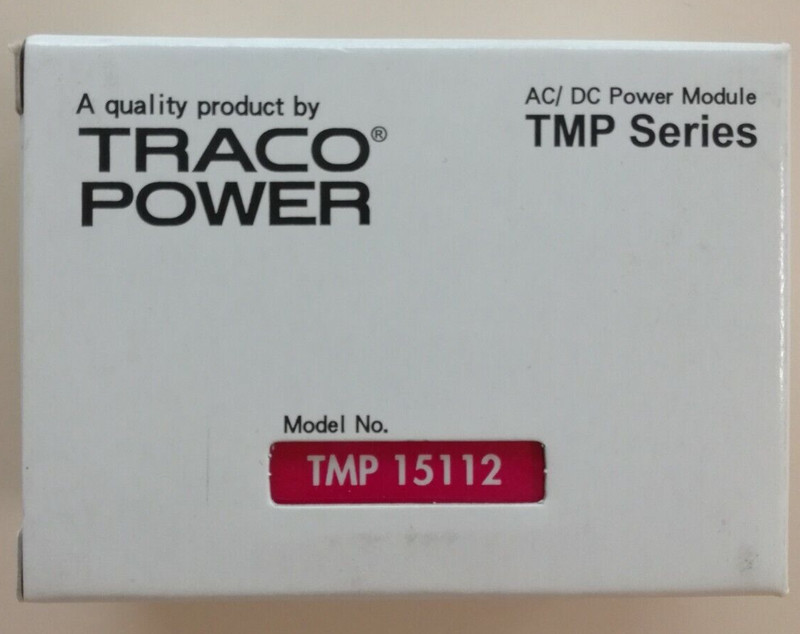 A quality product by
TRACO®
POWER
AC/ DC Power Module
TMP Series
Model No.
TMP 15112